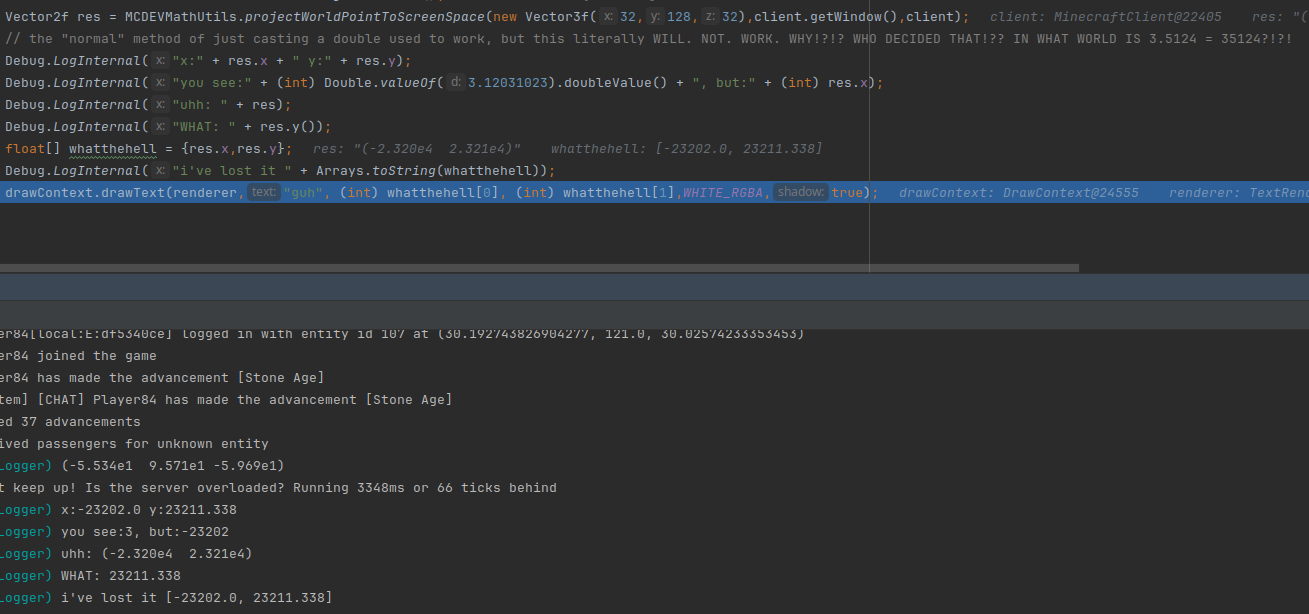 Vector2f res = MCDEVMathUtils.projectWorldPointToScreenSpace(new Vector3f( x: 32, y: 128, z: 32),client.getWindow(),client); client: MinecraftClient@22405 res: "(
// the "normal" method of just casting a double used to work, but this literally WILL. NOT. WORK. WHY!?!? WHO DECIDED THAT!?? IN WHAT WORLD IS 3.5124 = 35124?!?!
Debug.LogInternal( x: "x:" + res.x + " y:" + res.y);
Debug.LogInternal( x: "you see:" + (int) Double.valueOf( d: 3.12031023).doubleValue() + ", but:" + (int) res.x);
Debug.LogInternal( x: "uhh: " + res);
Debug.LogInternal( x: "WHAT: " + res.y());
float[] whatthehell = {res.x,res.y}; res: "(-2.320e4  2.321e4)" whatthehell: [-23202.0, 23211.338]
Debug.LogInternal( x: "i've lost it " + Arrays.toString(whatthehell));
drawContext.drawText(renderer, text: "guh", (int) whatthehell[0], (int) whatthehell[1],WHITE_RGBA, shadow: true); drawContext: DrawContext@24555 renderer: TextRen
er84[local:E:df5340ce] logged in with entity id 107 at (30.192743826904277, 121.0, 30.02574233353453)
er84 joined the game
er84 has made the advancement [Stone Age]
tem] [CHAT] Player84 has made the advancement [Stone Age]
ed 37 advancements
ived passengers for unknown entity
Logger) (-5.534e1  9.571e1 -5.969e1)
t keep up! Is the server overloaded? Running 3348ms or 66 ticks behind
Logger) x:-23202.0 y:23211.338
Logger) you see:3, but:-23202
Logger) uhh: (-2.320e4  2.321e4)
Logger) WHAT: 23211.338
Logger) i've lost it [-23202.0, 23211.338]